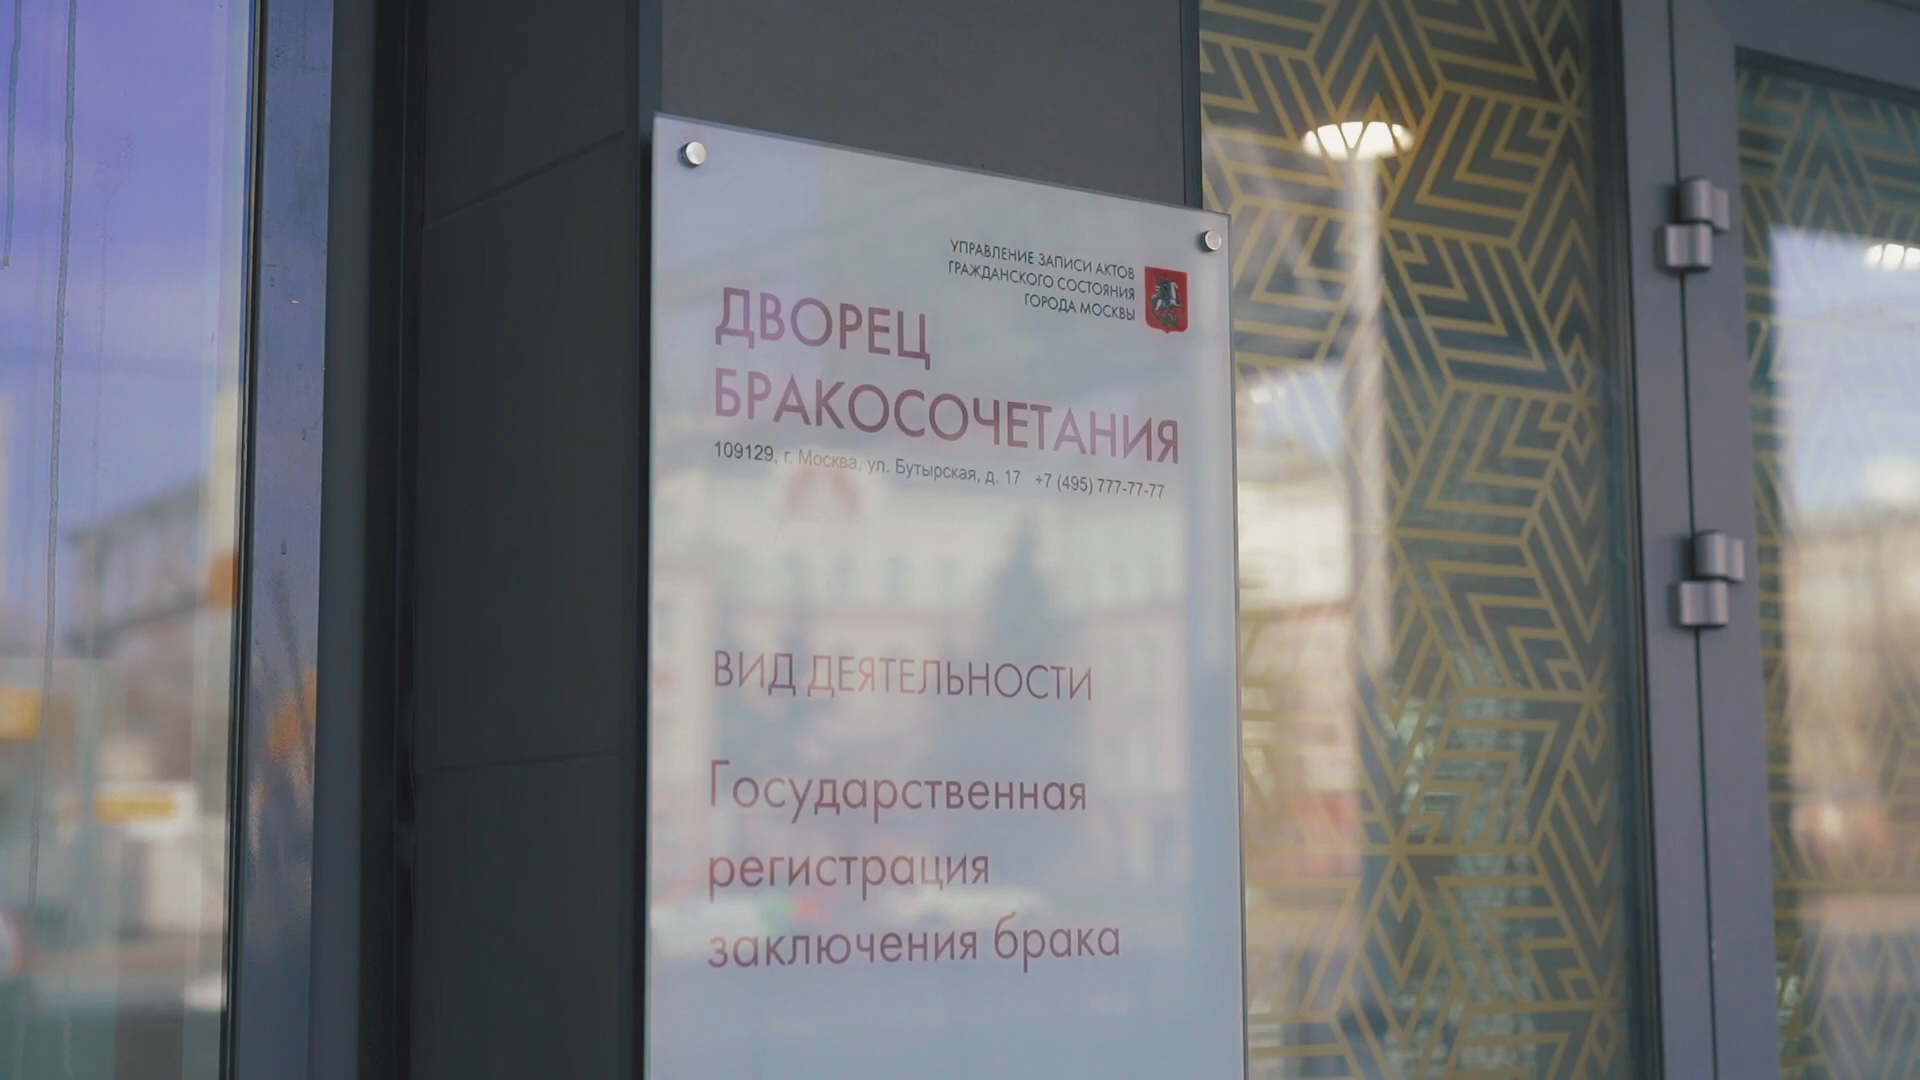 УПРАВЛЕНИЕ ЗАПИСИ АКТОВ
ГРАЖДАНСКОГО СОСТОЯНИЯ
ГОРОДА МОСКВЫ
ДВОРЕЦ
БРАКОСОЧЕТАНИЯ
109129, г. Москва, ул. Бутырская, д. 17 +7 (495) 777-77-77
ВИД ДЕЯТЕЛЬНОСТИ
Государственная
регистрация
заключения брака